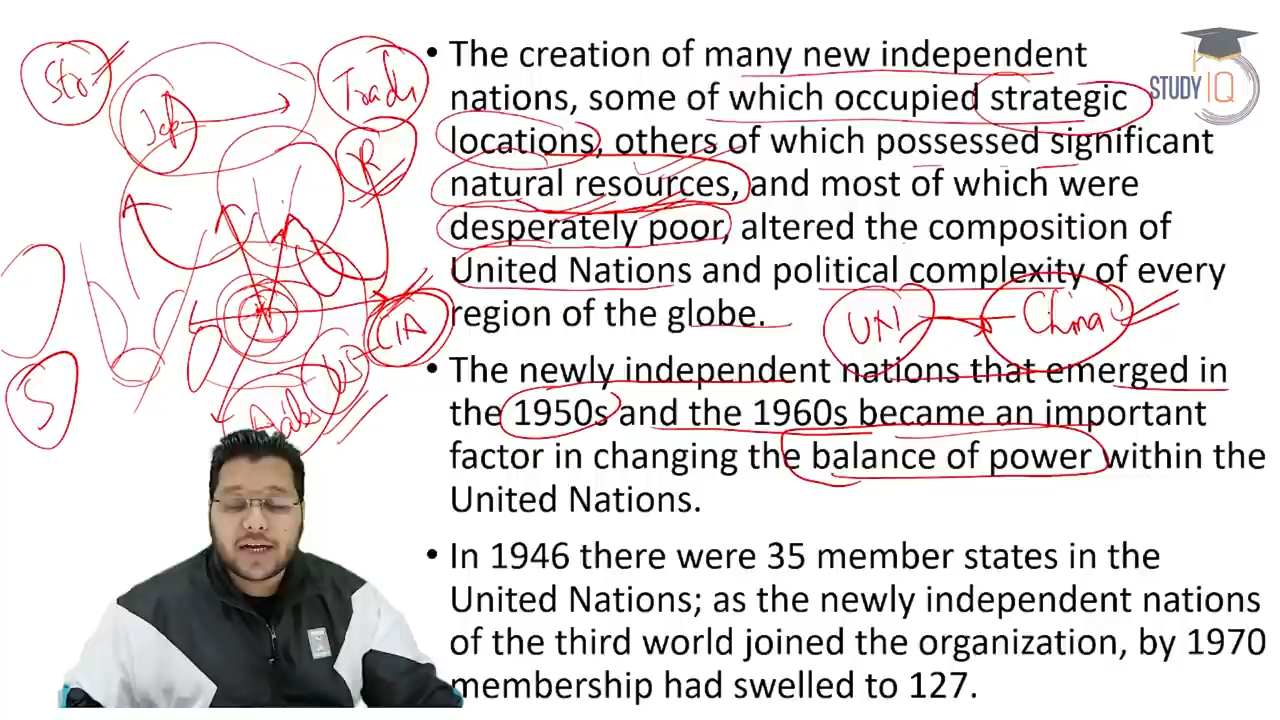 • The creation of many new independent
nations, some of which occupied strategic
locations, others of which possessed significant
natural resources, and most of which were
desperately poor, altered the composition of
United Nations and political complexity of every
region of the globe.
• The newly independent nations that emerged in
the 1950s and the 1960s became an important
factor in changing the balance of power within the
United Nations.
• In 1946 there were 35 member states in the
United Nations; as the newly independent nations
of the third world joined the organization, by 1970
membership had swelled to 127.
STUDY IQ
Str
Jap
Trade
R
CIA
US
S
China